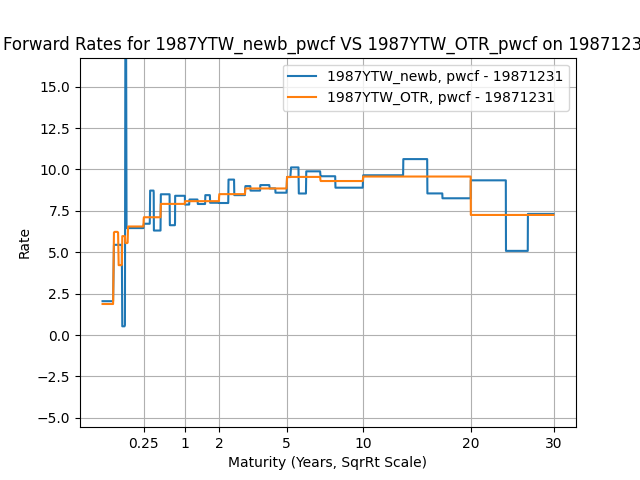 Forward Rates for 1987YTW_newb_pwcf VS 1987YTW_OTR_pwcf on 1987123
1987YTW_newb, pwcf - 19871231
1987YTW_OTR, pwcf - 19871231
15.0
12.5
10.0
7.5
5.0
2.5
0.0
−2.5
−5.0
Rate
0.25 1 2 5 10 20 30
Maturity (Years, SqrRt Scale)